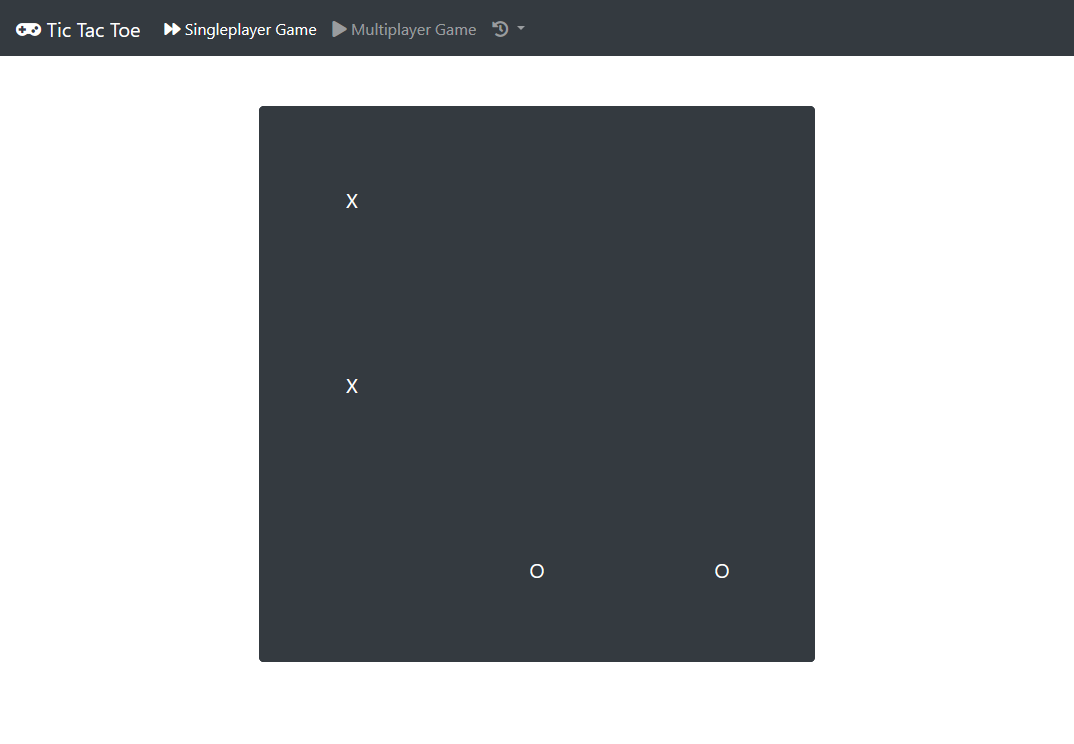 Tic Tac Toe Singleplayer Game Multiplayer Game
X
X
O O